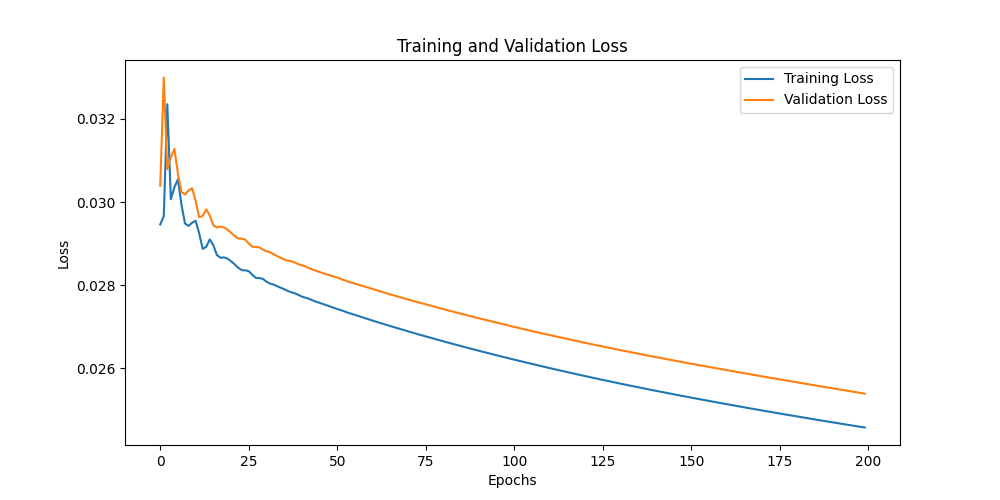 Training and Validation Loss
Training Loss
Validation Loss
0.032
0.030
0.028
0.026
Loss
0 25 50 75 100 125 150 175 200
Epochs